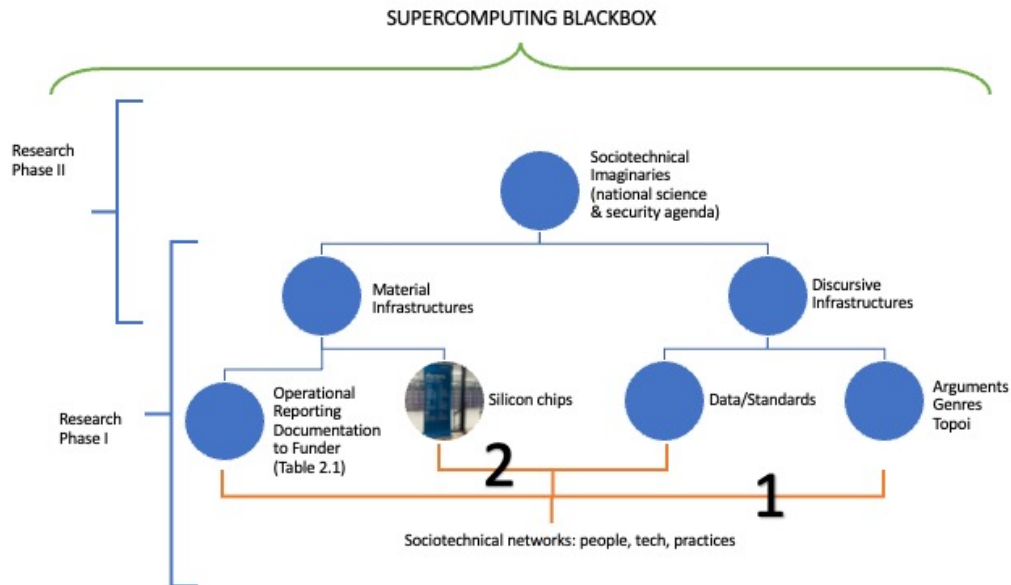 SUPERCOMPUTING BLACKBOX
Research
Phase II
Sociotechnical
Imaginaries
(national science
& security agenda)
Material
Infrastructures
Discursive
Infrastructures
Research
Phase I
Operational
Reporting
Documentation
to Funder
(Table 2.1)
Silicon chips
Data/Standards
Arguments
Genres
Topoi
2
1
Sociotechnical networks: people, tech, practices